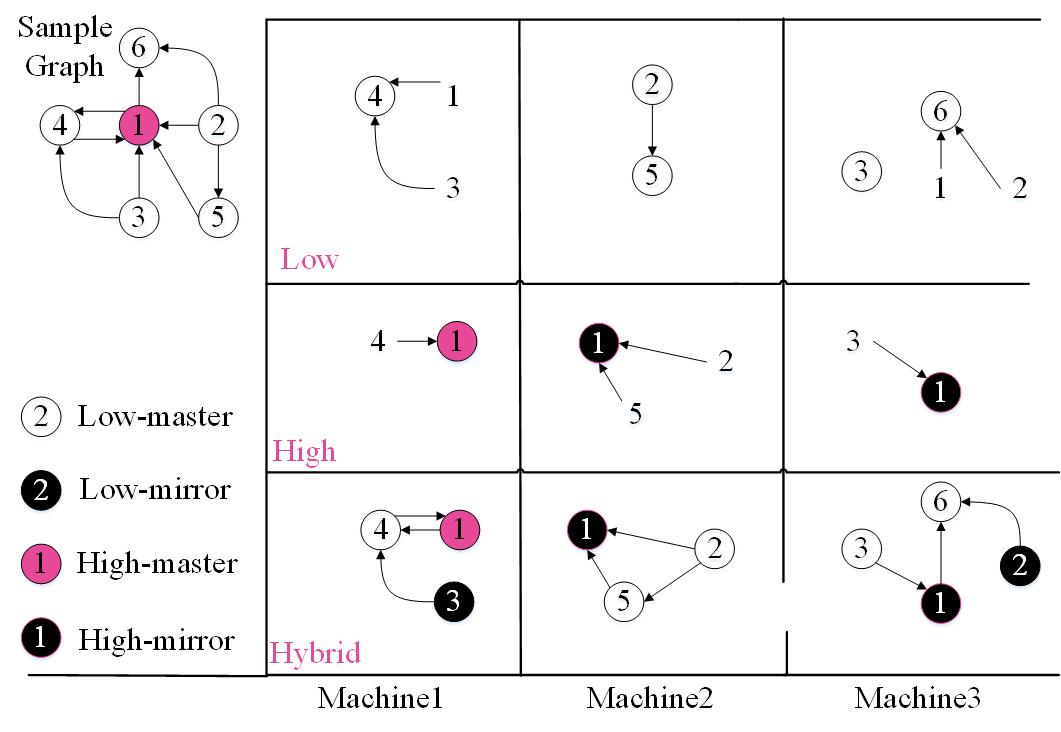 Sample
Graph
6
4 1 2
3 5
4 1
3
Low
2
5
6
3 1 2
4 1
High
1 2
5
3
1
2 Low-master
2 Low-mirror
1 High-master
1 High-mirror
4 1
3
Hybrid
1 2
5
6
3 2
1
Machine1 Machine2 Machine3